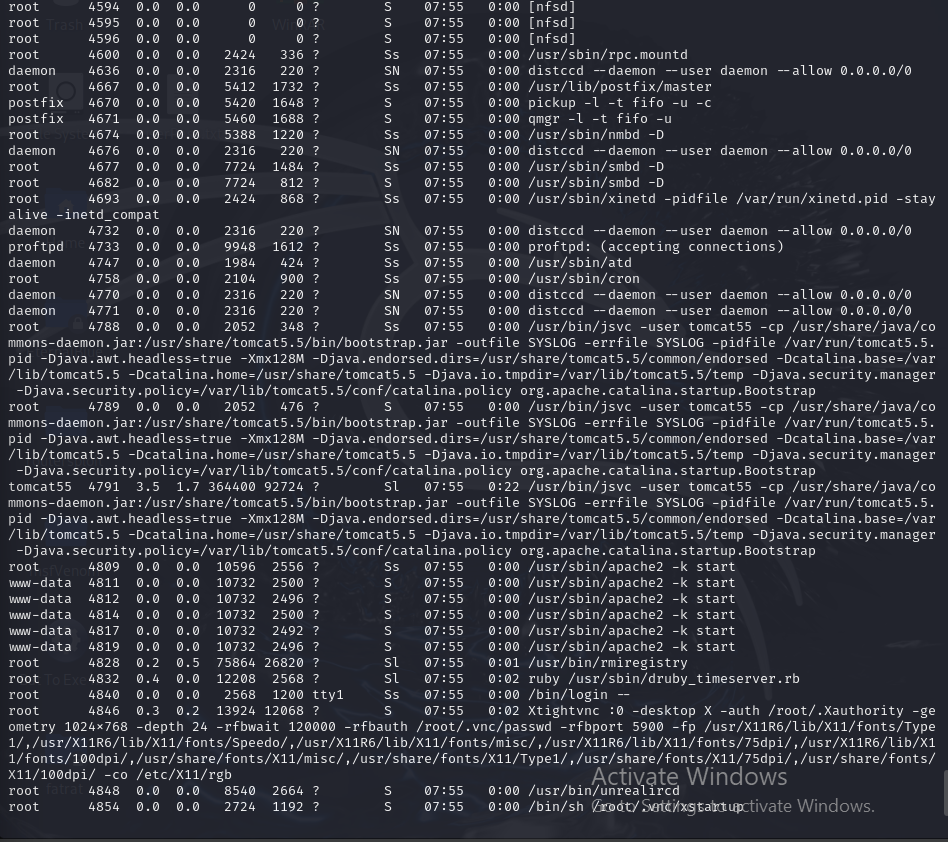 root      4594  0.0  0.0      0     0 ?        S    07:55   0:00 [nfsd]
root      4595  0.0  0.0      0     0 ?        S    07:55   0:00 [nfsd]
root      4596  0.0  0.0      0     0 ?        S    07:55   0:00 [nfsd]
root      4600  0.0  0.0   2424   336 ?        Ss   07:55   0:00 /usr/sbin/rpc.mountd
daemon    4636  0.0  0.0   2316   220 ?        SN   07:55   0:00 distccd --daemon --user daemon --allow 0.0.0.0/0
root      4667  0.0  0.0   5412  1732 ?        Ss   07:55   0:00 /usr/lib/postfix/master
postfix   4670  0.0  0.0   5420  1648 ?        S    07:55   0:00 pickup -l -t fifo -u -c
postfix   4671  0.0  0.0   5460  1688 ?        S    07:55   0:00 qmgr -l -t fifo -u
root      4674  0.0  0.0   5388  1220 ?        Ss   07:55   0:00 /usr/sbin/nmbd -D
daemon    4676  0.0  0.0   2316   220 ?        SN   07:55   0:00 distccd --daemon --user daemon --allow 0.0.0.0/0
root      4677  0.0  0.0   7724  1484 ?        Ss   07:55   0:00 /usr/sbin/smbd -D
root      4682  0.0  0.0   7724   812 ?        S    07:55   0:00 /usr/sbin/smbd -D
root      4693  0.0  0.0   2424   868 ?        Ss   07:55   0:00 /usr/sbin/xinetd -pidfile /var/run/xinetd.pid -stay
alive -inetd_compat
daemon    4732  0.0  0.0   2316   220 ?        SN   07:55   0:00 distccd --daemon --user daemon --allow 0.0.0.0/0
proftpd   4733  0.0  0.0   9948  1612 ?        Ss   07:55   0:00 proftpd: (accepting connections)
daemon    4747  0.0  0.0   1984   424 ?        Ss   07:55   0:00 /usr/sbin/atd
root      4758  0.0  0.0   2104   900 ?        Ss   07:55   0:00 /usr/sbin/cron
daemon    4770  0.0  0.0   2316   220 ?        SN   07:55   0:00 distccd --daemon --user daemon --allow 0.0.0.0/0
daemon    4771  0.0  0.0   2316   220 ?        SN   07:55   0:00 distccd --daemon --user daemon --allow 0.0.0.0/0
root      4788  0.0  0.0   2052   348 ?        Ss   07:55   0:00 /usr/bin/jsvc -user tomcat55 -cp /usr/share/java/co
mmons-daemon.jar:/usr/share/tomcat5.5/bin/bootstrap.jar -outfile SYSLOG -errfile SYSLOG -pidfile /var/run/tomcat5.5.
pid -Djava.awt.headless=true -Xmx128M -Djava.endorsed.dirs=/usr/share/tomcat5.5/common/endorsed -Dcatalina.base=/var
/lib/tomcat5.5 -Dcatalina.home=/usr/share/tomcat5.5 -Djava.io.tmpdir=/var/lib/tomcat5.5/temp -Djava.security.manager
 -Djava.security.policy=/var/lib/tomcat5.5/conf/catalina.policy org.apache.catalina.startup.Bootstrap
root      4789  0.0  0.0   2052   476 ?        S    07:55   0:00 /usr/bin/jsvc -user tomcat55 -cp /usr/share/java/co
mmons-daemon.jar:/usr/share/tomcat5.5/bin/bootstrap.jar -outfile SYSLOG -errfile SYSLOG -pidfile /var/run/tomcat5.5.
pid -Djava.awt.headless=true -Xmx128M -Djava.endorsed.dirs=/usr/share/tomcat5.5/common/endorsed -Dcatalina.base=/var
/lib/tomcat5.5 -Dcatalina.home=/usr/share/tomcat5.5 -Djava.io.tmpdir=/var/lib/tomcat5.5/temp -Djava.security.manager
 -Djava.security.policy=/var/lib/tomcat5.5/conf/catalina.policy org.apache.catalina.startup.Bootstrap
tomcat55  4791  3.5  1.7 364400 92724 ?        Sl   07:55   0:22 /usr/bin/jsvc -user tomcat55 -cp /usr/share/java/co
mmons-daemon.jar:/usr/share/tomcat5.5/bin/bootstrap.jar -outfile SYSLOG -errfile SYSLOG -pidfile /var/run/tomcat5.5.
pid -Djava.awt.headless=true -Xmx128M -Djava.endorsed.dirs=/usr/share/tomcat5.5/common/endorsed -Dcatalina.base=/var
/lib/tomcat5.5 -Dcatalina.home=/usr/share/tomcat5.5 -Djava.io.tmpdir=/var/lib/tomcat5.5/temp -Djava.security.manager
 -Djava.security.policy=/var/lib/tomcat5.5/conf/catalina.policy org.apache.catalina.startup.Bootstrap
root      4809  0.0  0.0  10596  2556 ?        Ss   07:55   0:00 /usr/sbin/apache2 -k start
www-data  4811  0.0  0.0  10732  2500 ?        S    07:55   0:00 /usr/sbin/apache2 -k start
www-data  4812  0.0  0.0  10732  2496 ?        S    07:55   0:00 /usr/sbin/apache2 -k start
www-data  4814  0.0  0.0  10732  2500 ?        S    07:55   0:00 /usr/sbin/apache2 -k start
www-data  4817  0.0  0.0  10732  2492 ?        S    07:55   0:00 /usr/sbin/apache2 -k start
www-data  4819  0.0  0.0  10732  2496 ?        S    07:55   0:00 /usr/sbin/apache2 -k start
root      4828  0.2  0.5  75864 26820 ?        Sl   07:55   0:01 /usr/bin/rmiregistry
root      4832  0.4  0.0  12208  2568 ?        Sl   07:55   0:02 ruby /usr/sbin/druby_timeserver.rb
root      4840  0.0  0.0   2568  1200 tty1     Ss   07:55   0:00 /bin/login --
root      4846  0.3  0.2  13924 12068 ?        S    07:55   0:02 Xtightvnc :0 -desktop X -auth /root/.Xauthority -ge
ometry 1024×768 -depth 24 -rfbwait 120000 -rfbauth /root/.vnc/passwd -rfbport 5900 -fp /usr/X11R6/lib/X11/fonts/Type
1/,/usr/X11R6/lib/X11/fonts/Speedo/,/usr/X11R6/lib/X11/fonts/misc/,/usr/X11R6/lib/X11/fonts/75dpi/,/usr/X11R6/lib/X1
1/fonts/100dpi/,/usr/share/fonts/X11/misc/,/usr/share/fonts/X11/Type1/,/usr/share/fonts/X11/75dpi/,/usr/share/fonts/
X11/100dpi/ -co /etc/X11/rgb
Activate Windows
root      4848  0.0  0.0   8540  2664 ?        S    07:55   0:00 /usr/bin/unrealircd
root      4854  0.0  0.0   2724  1192 ?        S    07:55   0:00 /bin/sh /root/.vnc/xstartup
Go to Settings to activate Windows.